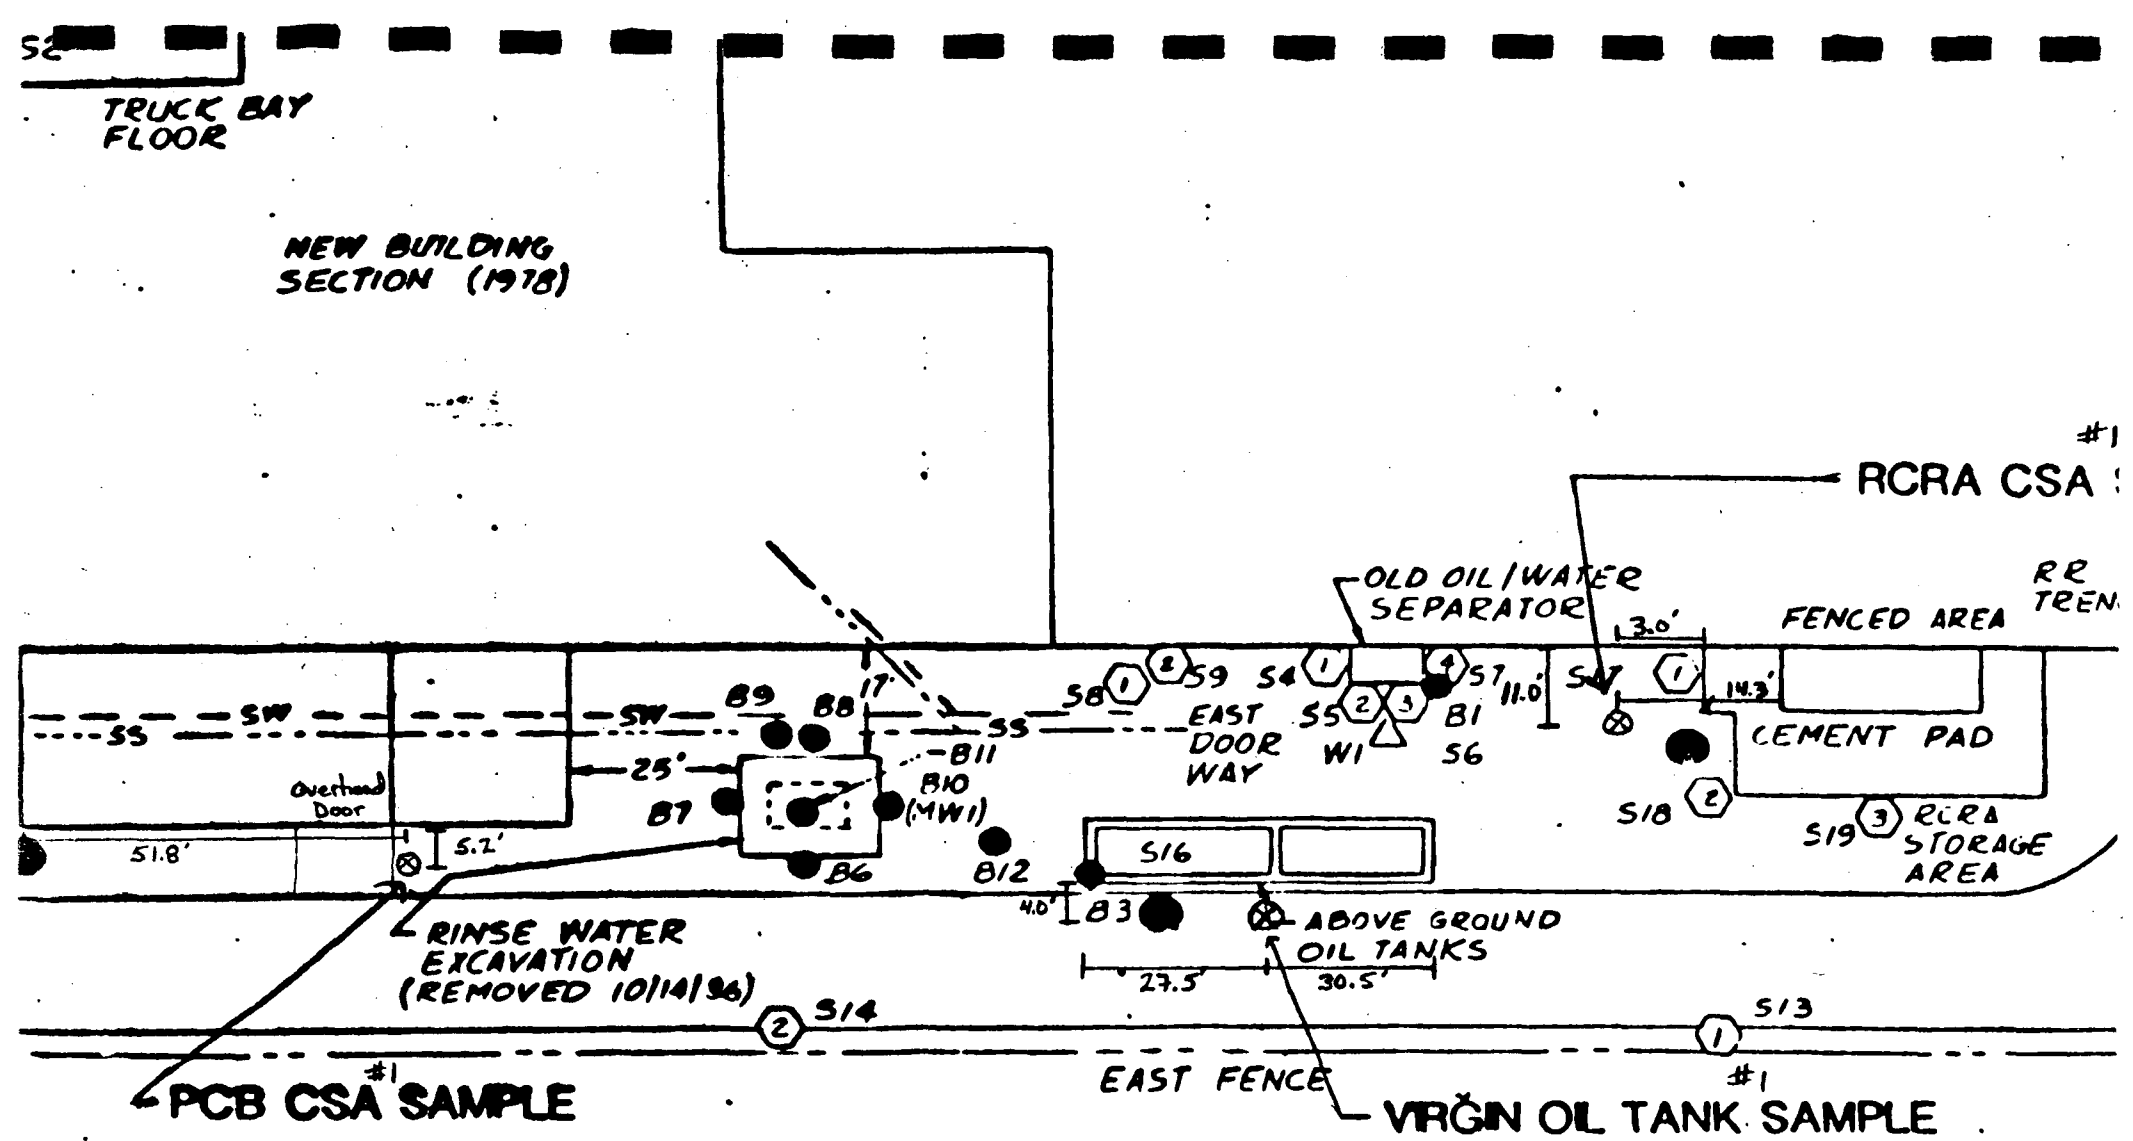 S2
TRUCK BAY
FLOOR
NEW BUILDING
SECTION (1978)
#1
RCRA CSA
OLD OIL/WATER
SEPARATOR
RR
TREN
FENCED AREA
3.0'
B9
B8
17'
S8
1
2
S9
S4
1
4
S7
11.0'
1
14.3'
SW
SW
SS
SS
EAST
DOOR
WAY
S5
2
3
B1
W1
S6
CEMENT PAD
25'
B11
B10
(MW1)
Overhead
Door
B7
S18
2
S19
3
RCRA
STORAGE
AREA
51.8'
5.2'
B6
B12
S16
4.0'
B3
ABOVE GROUND
OIL TANKS
RINSE WATER
EXCAVATION
(REMOVED 10/14/86)
27.5'
30.5'
2
S14
S13
1
EAST FENCE
#1
PCB CSA SAMPLE
#1
VIRGIN OIL TANK SAMPLE